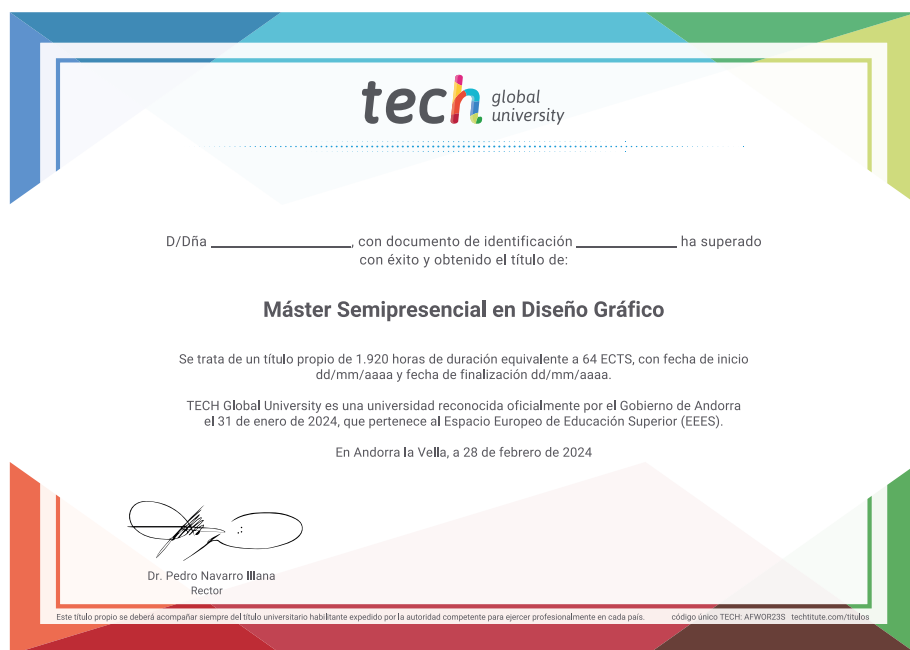 tech global university
D/Dña ______________, con documento de identificación ______________ ha superado
con éxito y obtenido el título de:
Máster Semipresencial en Diseño Gráfico
Se trata de un título propio de 1.920 horas de duración equivalente a 64 ECTS, con fecha de inicio
dd/mm/aaaa y fecha de finalización dd/mm/aaaa.
TECH Global University es una universidad reconocida oficialmente por el Gobierno de Andorra
el 31 de enero de 2024, que pertenece al Espacio Europeo de Educación Superior (EEES).
En Andorra la Vella, a 28 de febrero de 2024
Dr. Pedro Navarro Illana
Rector
Este título propio se deberá acompañar siempre del título universitario habilitante expedido por la autoridad competente para ejercer profesionalmente en cada país. código único TECH: AFWOR23S techtitute.com/titulos